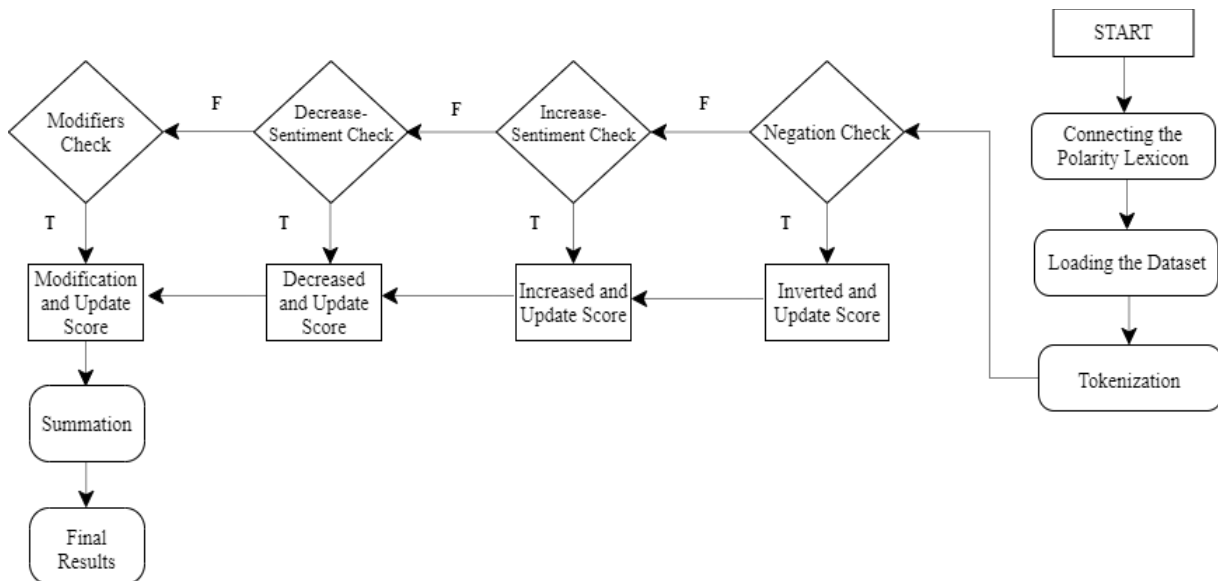 START
Connecting the
Polarity Lexicon
Loading the Dataset
Tokenization
Negation Check
F
Increase-
Sentiment Check
F
Decrease-
Sentiment Check
F
Modifiers
Check
T
Inverted and
Update Score
T
Increased and
Update Score
T
Decreased
and Update
Score
T
Modification
and Update
Score
Summation
Final
Results